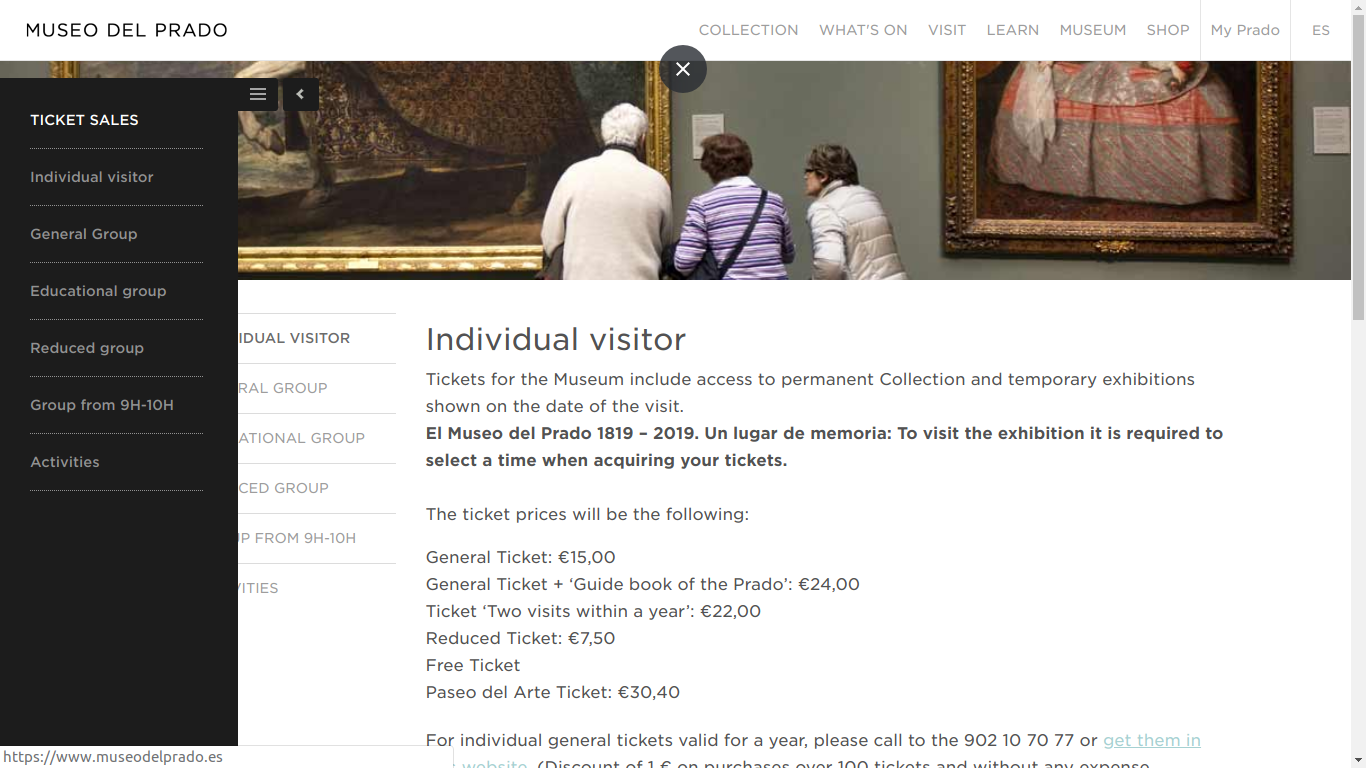 MUSEO DEL PRADO
COLLECTION WHAT'S ON VISIT LEARN MUSEUM SHOP My Prado ES
TICKET SALES
Individual visitor
General Group
Educational group
Reduced group
Group from 9H-10H
Activities
IDUAL VISITOR
RAL GROUP
ATIONAL GROUP
CED GROUP
UP FROM 9H-10H
VITIES
Individual visitor
Tickets for the Museum include access to permanent Collection and temporary exhibitions
shown on the date of the visit.
El Museo del Prado 1819 – 2019. Un lugar de memoria: To visit the exhibition it is required to
select a time when acquiring your tickets.
The ticket prices will be the following:
General Ticket: €15,00
General Ticket + ‘Guide book of the Prado’: €24,00
Ticket ‘Two visits within a year’: €22,00
Reduced Ticket: €7,50
Free Ticket
Paseo del Arte Ticket: €30,40
For individual general tickets valid for a year, please call to the 902 10 70 77 or get them in
website. (Discount of 1 € on purchases over 100 tickets and without any expense
https://www.museodelprado.es